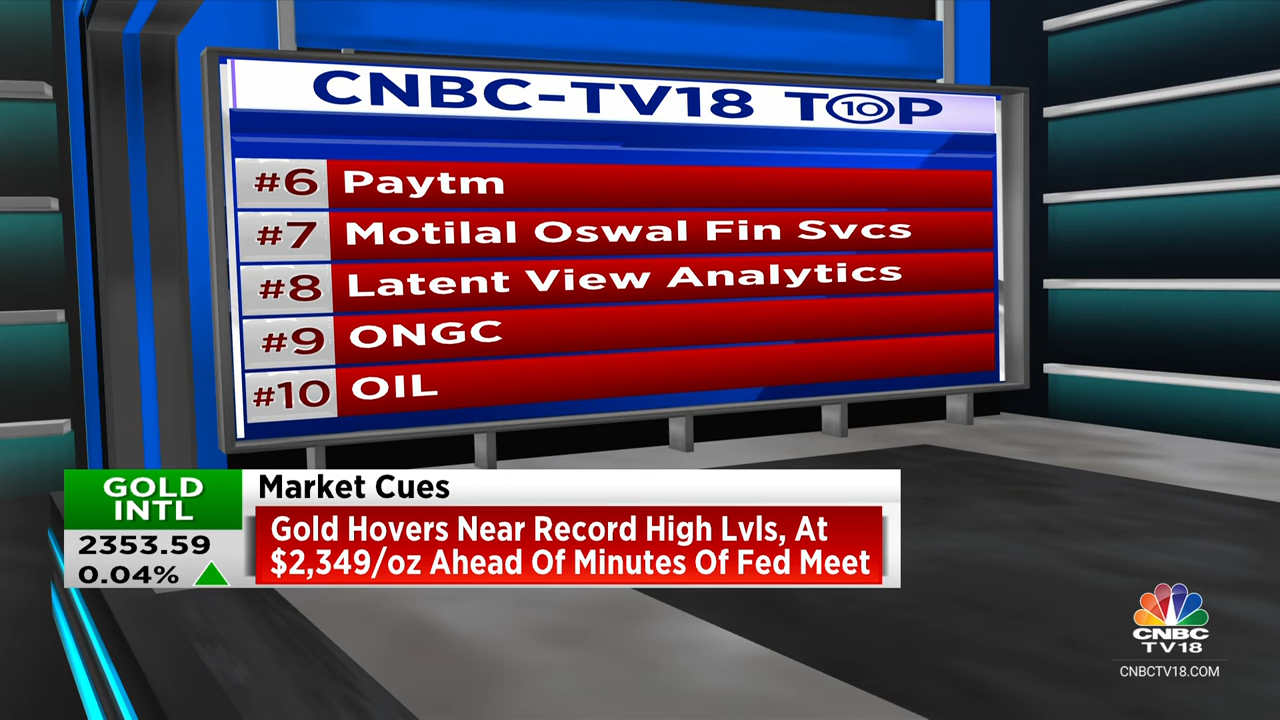 CNBC-TV18 TOP 10
#6 Paytm
#7 Motilal Oswal Fin Svcs
#8 Latent View Analytics
#9 ONGC
#10 OIL
GOLD
INTL
2353.59
0.04%
Market Cues
Gold Hovers Near Record High Lvls, At
$2,349/oz Ahead Of Minutes Of Fed Meet
CNBC
TV18
CNBCTV18.COM